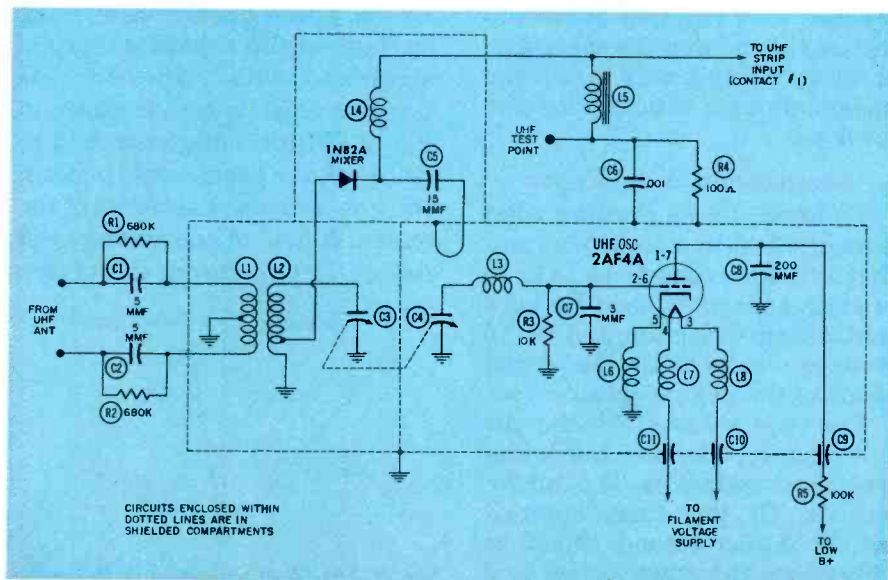 TO UHF
STRIP
INPUT
(CONTACT #1)
L4
L5
UHF
TEST
POINT
1N82A
MIXER
C5
15
MMF
C6
.001
R4
100Ω
R1 680K
C1
5
MMF
L1
L2
FROM
UHF
ANT
5
MMF
C2
R2 680K
C3
C4
L3
UHF OSC
2AF4A
1-7
2-6
5
4
3
C8
200
MMF
R3
10K
C7
3
MMF
L6
L7
L8
C11
C10
C9
R5
100K
TO
FILAMENT
VOLTAGE
SUPPLY
TO
LOW
B+
CIRCUITS ENCLOSED WITHIN
DOTTED LINES ARE IN
SHIELDED COMPARTMENTS